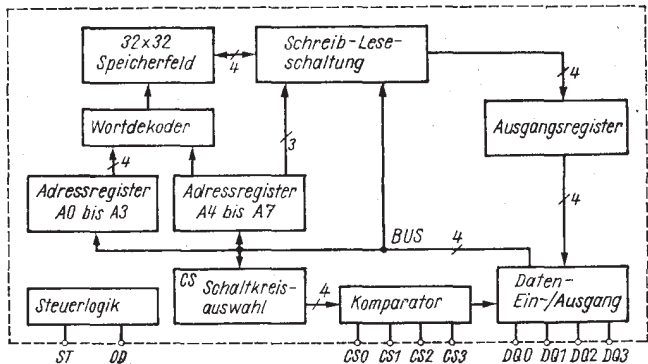 32x32
Speicherfeld
4
Schreib-Lese-
schaltung
4
Wortdekoder
Ausgangsregister
4
3
Adressregister
A0 bis A3
Adressregister
A4 bis A7
4
BUS
4
CS Schaltkreis-
auswahl
4
Komparator
Daten-
Ein-/Ausgang
Steuerlogik
ST
OD
CS0
CS1
CS2
CS3
DQ0
DQ1
DQ2
DQ3